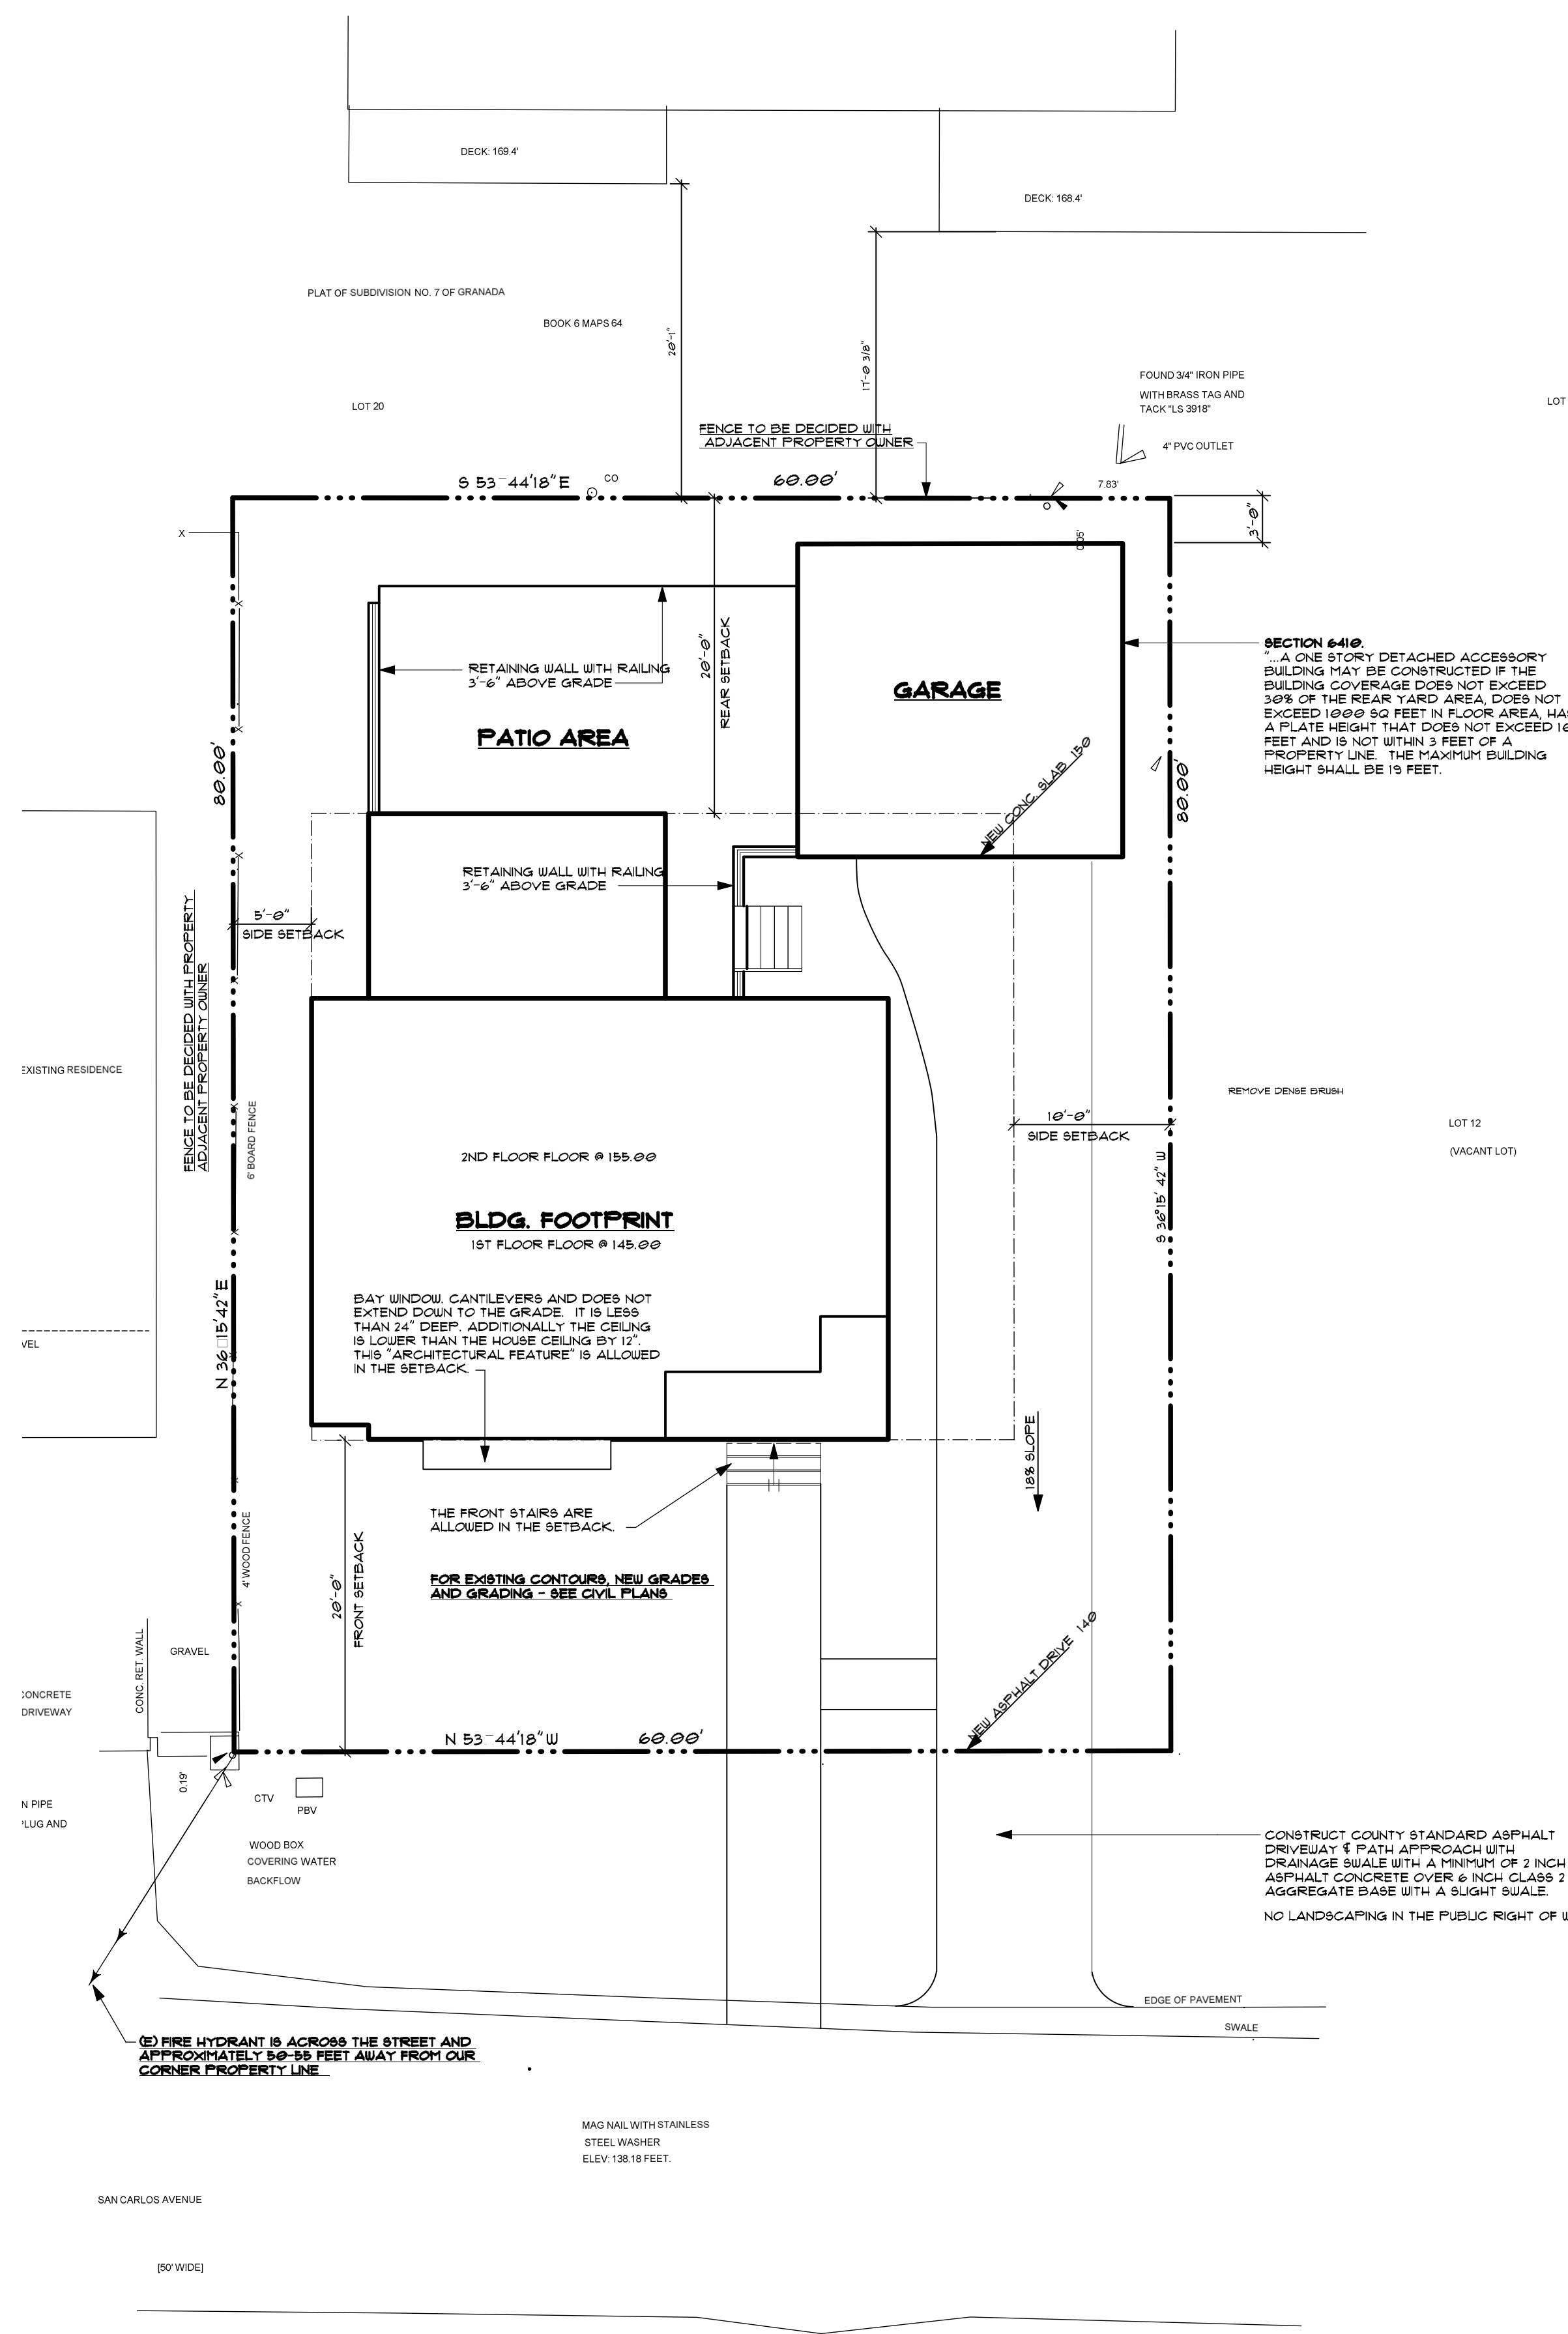 DECK: 169.4'
DECK: 168.4'
PLAT OF SUBDIVISION NO. 7 OF GRANADA
BOOK 6 MAPS 64
20'-1"
17'-0 3/8"
FOUND 3/4" IRON PIPE
WITH BRASS TAG AND
TACK "LS 3918"
LOT 20
LOT
FENCE TO BE DECIDED WITH
ADJACENT PROPERTY OWNER
4" PVC OUTLET
S 53-44'18" E
CO
60.00'
7.83'
3'-0"
X
0.05'
SECTION 6410.
"...A ONE STORY DETACHED ACCESSORY
BUILDING MAY BE CONSTRUCTED IF THE
BUILDING COVERAGE DOES NOT EXCEED
30% OF THE REAR YARD AREA, DOES NOT
EXCEED 1000 SQ FEET IN FLOOR AREA, HA
A PLATE HEIGHT THAT DOES NOT EXCEED 1
FEET AND IS NOT WITHIN 3 FEET OF A
PROPERTY LINE. THE MAXIMUM BUILDING
HEIGHT SHALL BE 19 FEET.
RETAINING WALL WITH RAILING
3'-6" ABOVE GRADE
20'-0"
REAR SETBACK
GARAGE
PATIO AREA
NEW CONC. SLAB 150
80.00'
80.00'
RETAINING WALL WITH RAILING
3'-6" ABOVE GRADE
5'-0"
SIDE SETBACK
FENCE TO BE DECIDED WITH PROPERTY
ADJACENT PROPERTY OWNER
EXISTING RESIDENCE
6' BOARD FENCE
REMOVE DENSE BRUSH
10'-0"
SIDE SETBACK
LOT 12
(VACANT LOT)
S 36°15' 42" W
2ND FLOOR FLOOR @ 155.00
BLDG. FOOTPRINT
1ST FLOOR FLOOR @ 145.00
N 36□15'42" E
VEL
BAY WINDOW. CANTILEVERS AND DOES NOT
EXTEND DOWN TO THE GRADE. IT IS LESS
THAN 24" DEEP. ADDITIONALLY THE CEILING
IS LOWER THAN THE HOUSE CEILING BY 12".
THIS "ARCHITECTURAL FEATURE" IS ALLOWED
IN THE SETBACK.
18% SLOPE
THE FRONT STAIRS ARE
ALLOWED IN THE SETBACK.
4' WOOD FENCE
20'-0"
FRONT SETBACK
FOR EXISTING CONTOURS, NEW GRADES
AND GRADING - SEE CIVIL PLANS
CONC. RET. WALL
GRAVEL
NEW ASPHALT DRIVE 140
CONCRETE
DRIVEWAY
N 53-44'18" W
60.00'
0.19'
CTV
PBV
N PIPE
PLUG AND
WOOD BOX
COVERING WATER
BACKFLOW
CONSTRUCT COUNTY STANDARD ASPHALT
DRIVEWAY & PATH APPROACH WITH
DRAINAGE SWALE WITH A MINIMUM OF 2 INCH
ASPHALT CONCRETE OVER 6 INCH CLASS 2
AGGREGATE BASE WITH A SLIGHT SWALE.
NO LANDSCAPING IN THE PUBLIC RIGHT OF W
EDGE OF PAVEMENT
SWALE
(E) FIRE HYDRANT IS ACROSS THE STREET AND
APPROXIMATELY 50-55 FEET AWAY FROM OUR
CORNER PROPERTY LINE
MAG NAIL WITH STAINLESS
STEEL WASHER
ELEV: 138.18 FEET.
SAN CARLOS AVENUE
[50' WIDE]